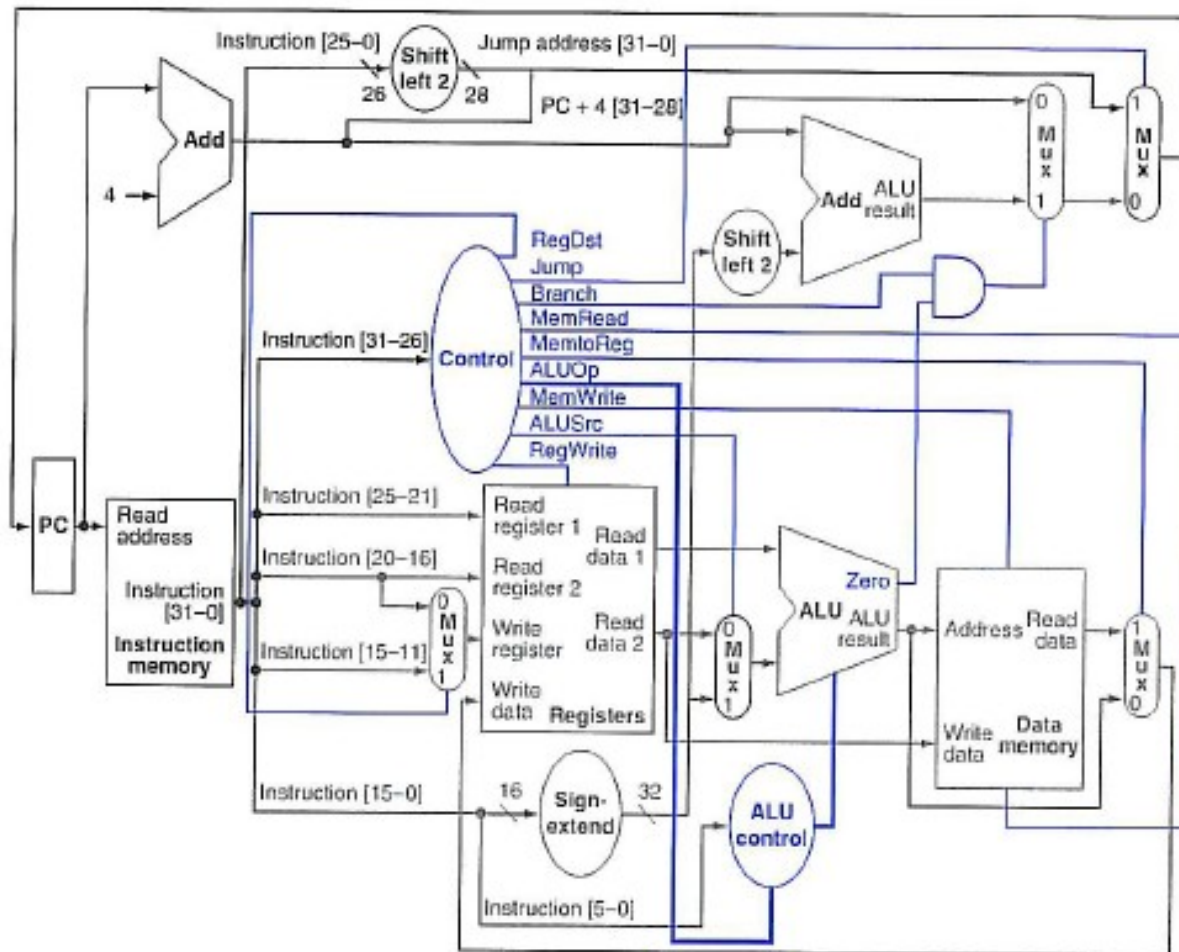 Instruction [25–0]
Shift
left 2
Jump address [31–0]
26
28
PC + 4 [31–28]
Add
4
0
M
u
x
1
1
M
u
x
0
Add
ALU
result
Shift
left 2
RegDst
Jump
Branch
MemRead
MemtoReg
ALUOp
MemWrite
ALUSrc
RegWrite
Instruction [31–26]
Control
PC
Read
address
Instruction
[31–0]
Instruction
memory
Instruction [25–21]
Instruction [20–16]
Instruction [15–11]
0
M
u
x
1
Read
register 1
Read
register 2
Write
register
Write
data
Read
data 1
Read
data 2
Registers
0
M
u
x
1
Zero
ALU
ALU
result
Address
Read
data
Write
data
Data
memory
1
M
u
x
0
Instruction [15–0]
16
Sign-
extend
32
ALU
control
Instruction [5–0]